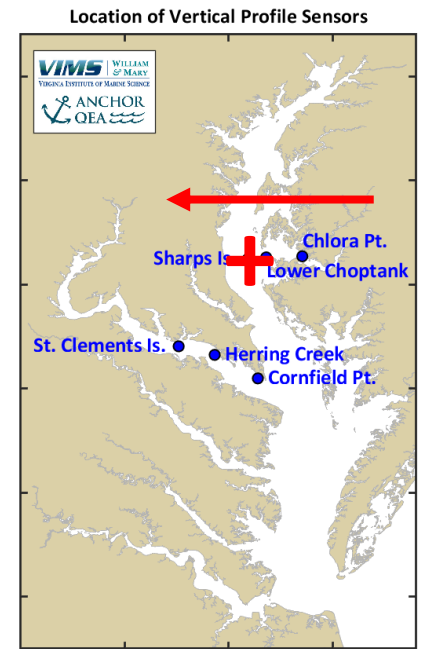 Location of Vertical Profile Sensors
VIMS WILLIAM
& MARY
VIRGINIA INSTITUTE OF MARINE SCIENCE
ANCHOR
QEA
Chlora Pt.
Sharps Is
Lower Choptank
St. Clements Is.
Herring Creek
Cornfield Pt.